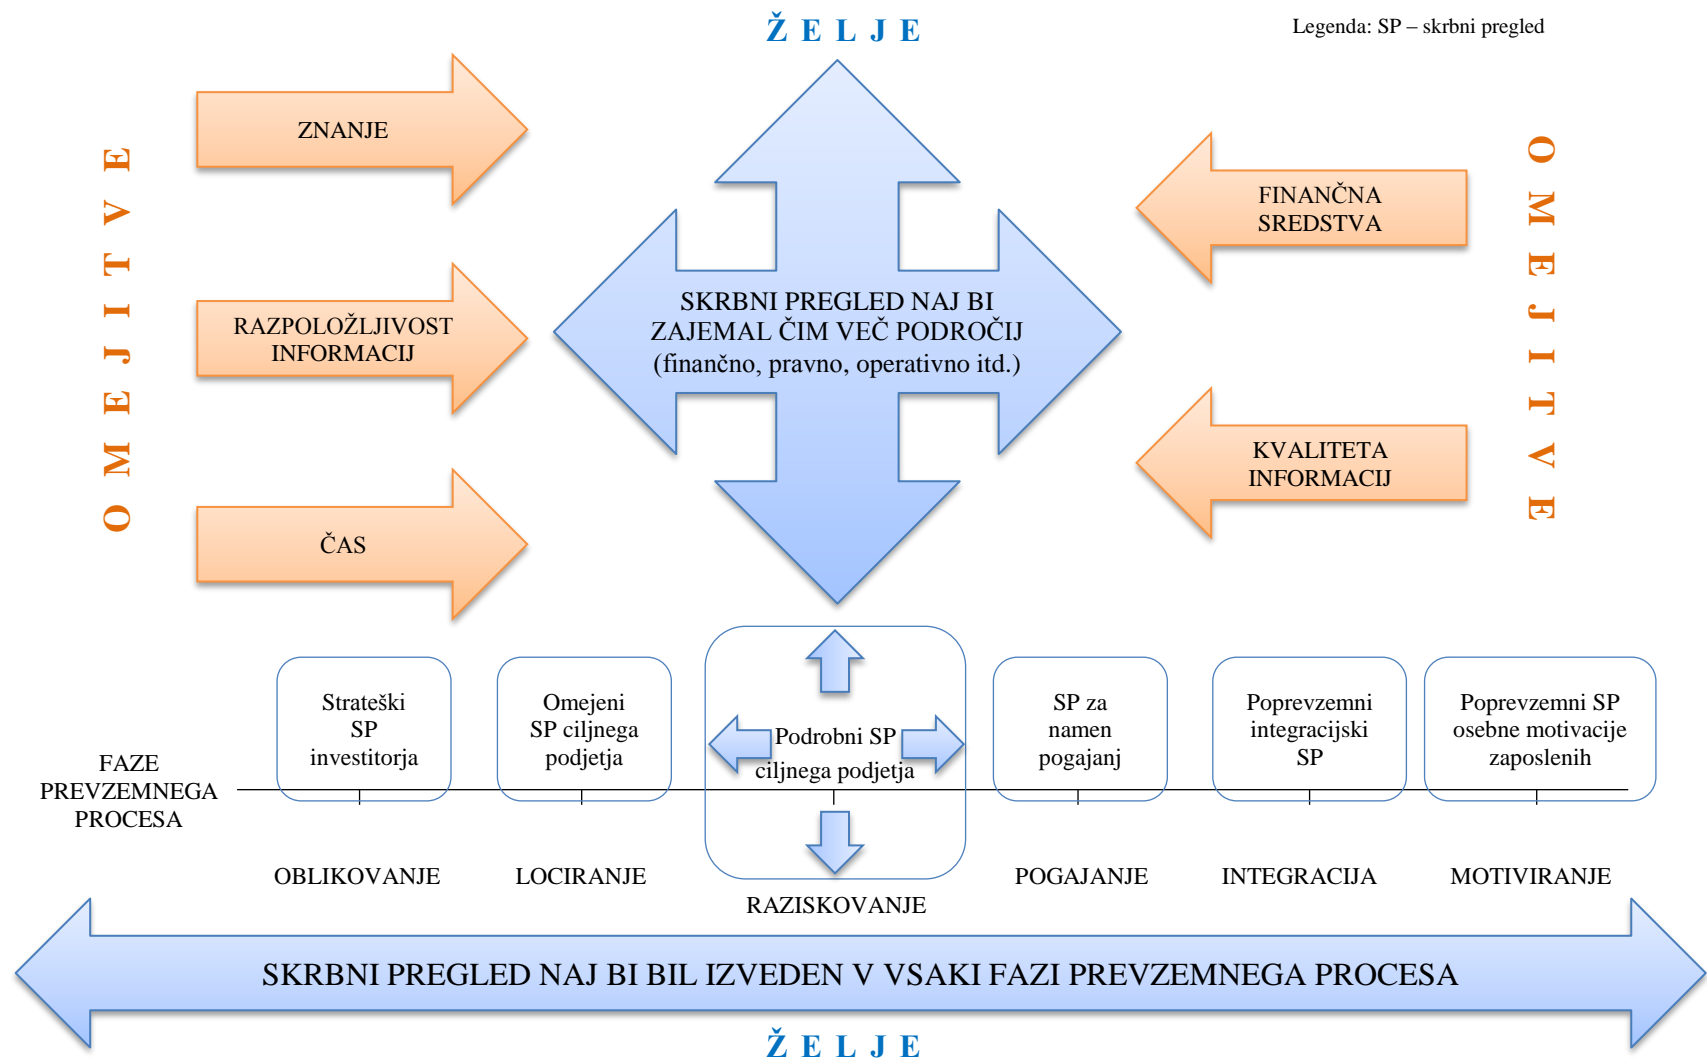 Ž E L J E
Legenda: SP – skrbni pregled
O M E J I T V E
ZNANJE
RAZPOLOŽLJIVOST
INFORMACIJ
ČAS
SKRBNI PREGLED NAJ BI
ZAJEMAL ČIM VEČ PODROČIJ
(finančno, pravno, operativno itd.)
FINANČNA
SREDSTVA
KVALITETA
INFORMACIJ
O M E J I T V E
FAZE
PREVZEMNEGA
PROCESA
Strateški
SP
investitorja
Omejeni
SP ciljnega
podjetja
Podrobni SP
ciljnega podjetja
SP za
namen
pogajanj
Poprevzemni
integracijski
SP
Poprevzemni SP
osebne motivacije
zaposlenih
OBLIKOVANJE
LOCIRANJE
RAZISKOVANJE
POGAJANJE
INTEGRACIJA
MOTIVIRANJE
SKRBNI PREGLED NAJ BI BIL IZVEDEN V VSAKI FAZI PREVZEMNEGA PROCESA
Ž E L J E